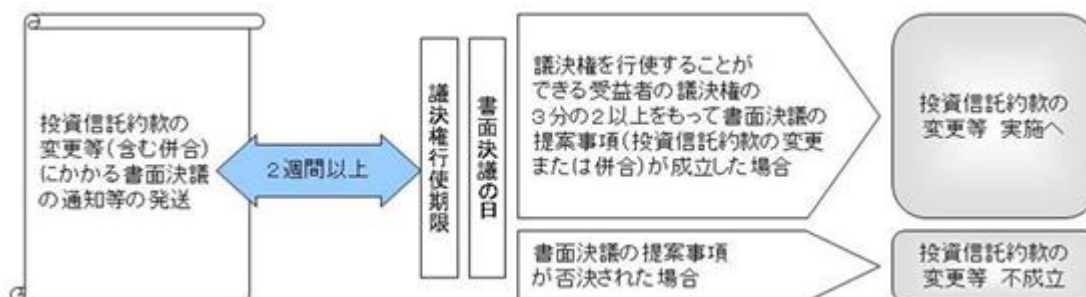 投資信託約款の
変更等(含む併合)
にかかる書面決議
の通知等の発送
2週間以上
議決権行使期限
書面決議の日
議決権を行使することが
できる受益者の議決権の
3分の2以上をもって書面決議の
提案事項(投資信託約款の変更
または併合)が成立した場合
投資信託約款の
変更等 実施へ
書面決議の提案事項
が否決された場合
投資信託約款の
変更等 不成立